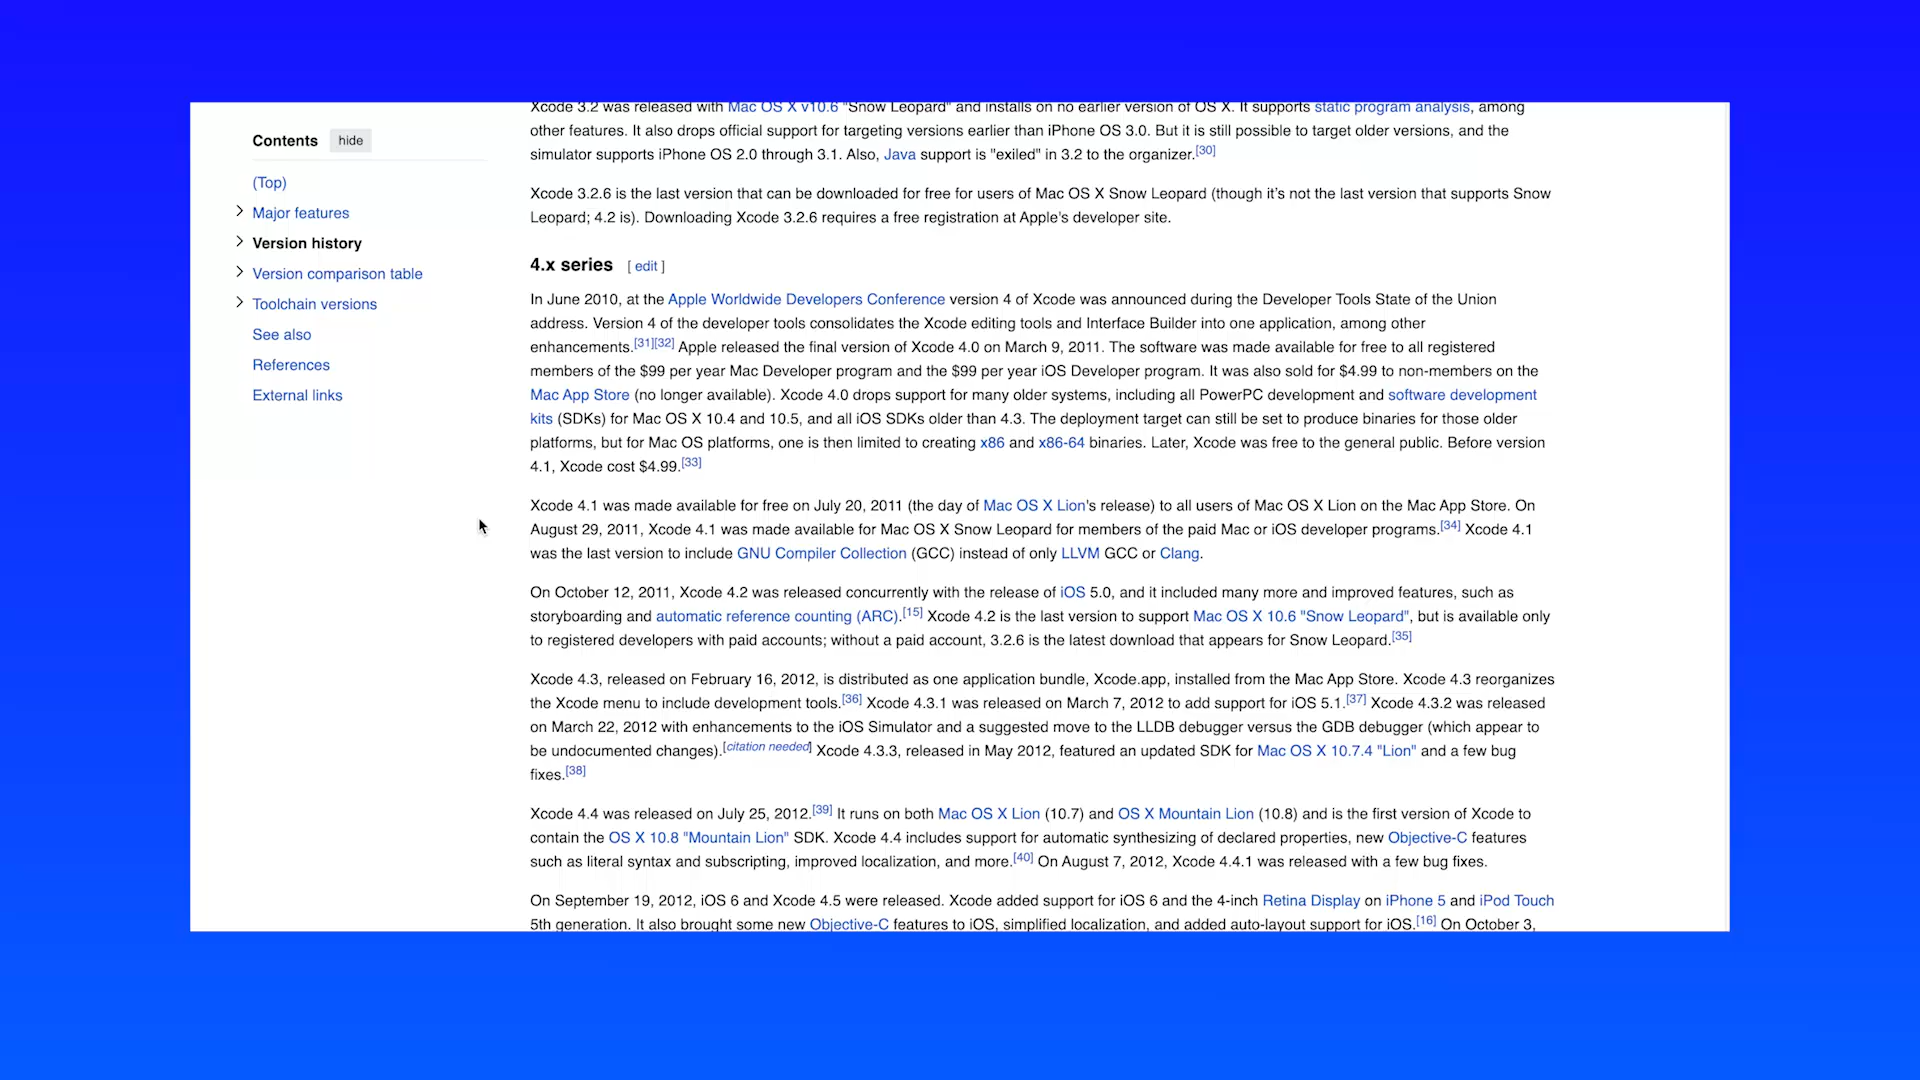 Contents hide
(Top)
Major features
Version history
Version comparison table
Toolchain versions
See also
References
External links
Xcode 3.2 was released with Mac OS X v10.6 "Snow Leopard" and installs on no earlier version of OS X. It supports static program analysis, among
other features. It also drops official support for targeting versions earlier than iPhone OS 3.0. But it is still possible to target older versions, and the
simulator supports iPhone OS 2.0 through 3.1. Also, Java support is "exiled" in 3.2 to the organizer.[30]
Xcode 3.2.6 is the last version that can be downloaded for free for users of Mac OS X Snow Leopard (though it's not the last version that supports Snow
Leopard; 4.2 is). Downloading Xcode 3.2.6 requires a free registration at Apple's developer site.
4.x series [ edit ]
In June 2010, at the Apple Worldwide Developers Conference version 4 of Xcode was announced during the Developer Tools State of the Union
address. Version 4 of the developer tools consolidates the Xcode editing tools and Interface Builder into one application, among other
enhancements.[31][32] Apple released the final version of Xcode 4.0 on March 9, 2011. The software was made available for free to all registered
members of the $99 per year Mac Developer program and the $99 per year iOS Developer program. It was also sold for $4.99 to non-members on the
Mac App Store (no longer available). Xcode 4.0 drops support for many older systems, including all PowerPC development and software development
kits (SDKs) for Mac OS X 10.4 and 10.5, and all iOS SDKs older than 4.3. The deployment target can still be set to produce binaries for those older
platforms, but for Mac OS platforms, one is then limited to creating x86 and x86-64 binaries. Later, Xcode was free to the general public. Before version
4.1, Xcode cost $4.99.[33]
Xcode 4.1 was made available for free on July 20, 2011 (the day of Mac OS X Lion's release) to all users of Mac OS X Lion on the Mac App Store. On
August 29, 2011, Xcode 4.1 was made available for Mac OS X Snow Leopard for members of the paid Mac or iOS developer programs.[34] Xcode 4.1
was the last version to include GNU Compiler Collection (GCC) instead of only LLVM GCC or Clang.
On October 12, 2011, Xcode 4.2 was released concurrently with the release of iOS 5.0, and it included many more and improved features, such as
storyboarding and automatic reference counting (ARC).[15] Xcode 4.2 is the last version to support Mac OS X 10.6 "Snow Leopard", but is available only
to registered developers with paid accounts; without a paid account, 3.2.6 is the latest download that appears for Snow Leopard.[35]
Xcode 4.3, released on February 16, 2012, is distributed as one application bundle, Xcode.app, installed from the Mac App Store. Xcode 4.3 reorganizes
the Xcode menu to include development tools.[36] Xcode 4.3.1 was released on March 7, 2012 to add support for iOS 5.1.[37] Xcode 4.3.2 was released
on March 22, 2012 with enhancements to the iOS Simulator and a suggested move to the LLDB debugger versus the GDB debugger (which appear to
be undocumented changes).[citation needed] Xcode 4.3.3, released in May 2012, featured an updated SDK for Mac OS X 10.7.4 "Lion" and a few bug
fixes.[38]
Xcode 4.4 was released on July 25, 2012.[39] It runs on both Mac OS X Lion (10.7) and OS X Mountain Lion (10.8) and is the first version of Xcode to
contain the OS X 10.8 "Mountain Lion" SDK. Xcode 4.4 includes support for automatic synthesizing of declared properties, new Objective-C features
such as literal syntax and subscripting, improved localization, and more.[40] On August 7, 2012, Xcode 4.4.1 was released with a few bug fixes.
On September 19, 2012, iOS 6 and Xcode 4.5 were released. Xcode added support for iOS 6 and the 4-inch Retina Display on iPhone 5 and iPod Touch
5th generation. It also brought some new Objective-C features to iOS, simplified localization, and added auto-layout support for iOS.[16] On October 3,